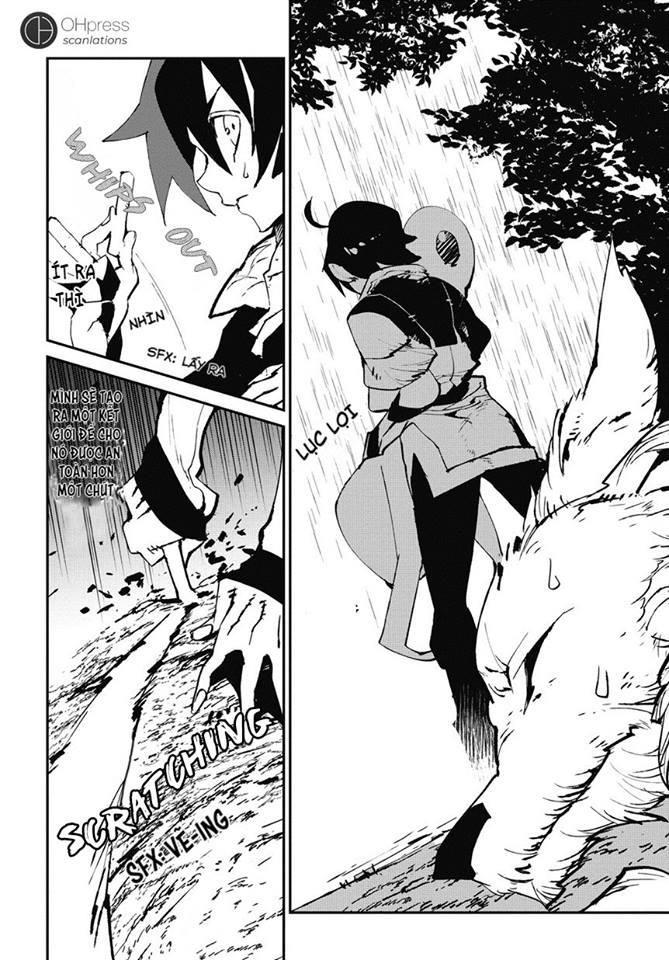 OHpress
scanlations
LỤC LỌI
WHIPS OUT
ÍT RA
THÌ
NHÌN
SFX: LẤY RA
MÌNH SẼ TẠO
RA MỘT KẾT
GIỚI ĐỂ CHO
NÓ ĐƯỢC AN
TOÀN HƠN
MỘT CHÚT
SCRATCHING
SFX:VẼ-ING